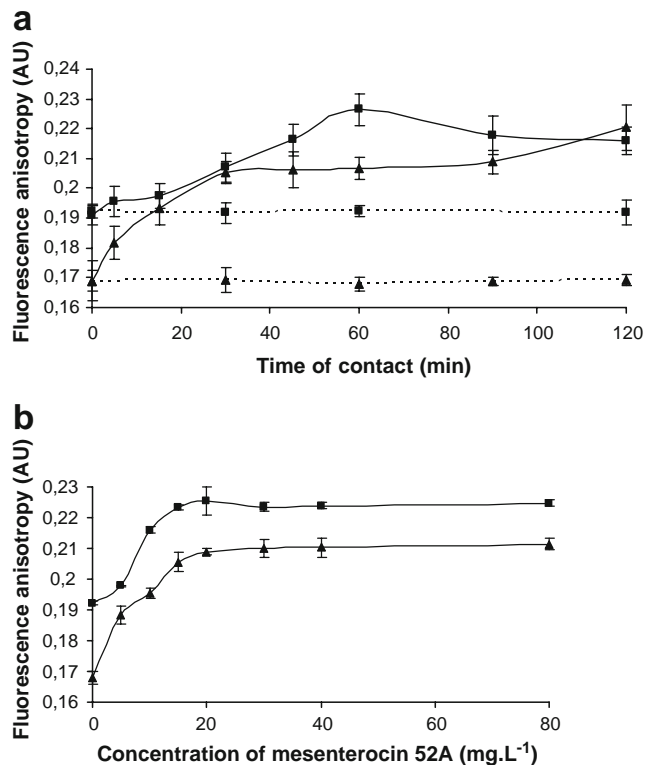 a
Fluorescence anisotropy (AU)
0,24
0,23
0,22
0,21
0,2
0,19
0,18
0,17
0,16
0 20 40 60 80 100 120
Time of contact (min)
b
Fluorescence anisotropy (AU)
0,23
0,22
0,21
0,2
0,19
0,18
0,17
0,16
0 20 40 60 80
Concentration of mesenterocin 52A (mg.L-1)